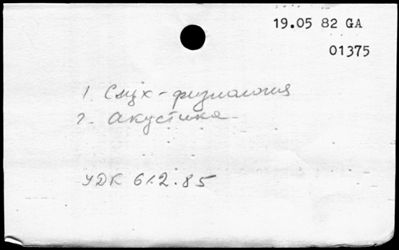 19.05 82 GA
01375
1. Слух - физиология
2. Акустика.
УДК 612.85